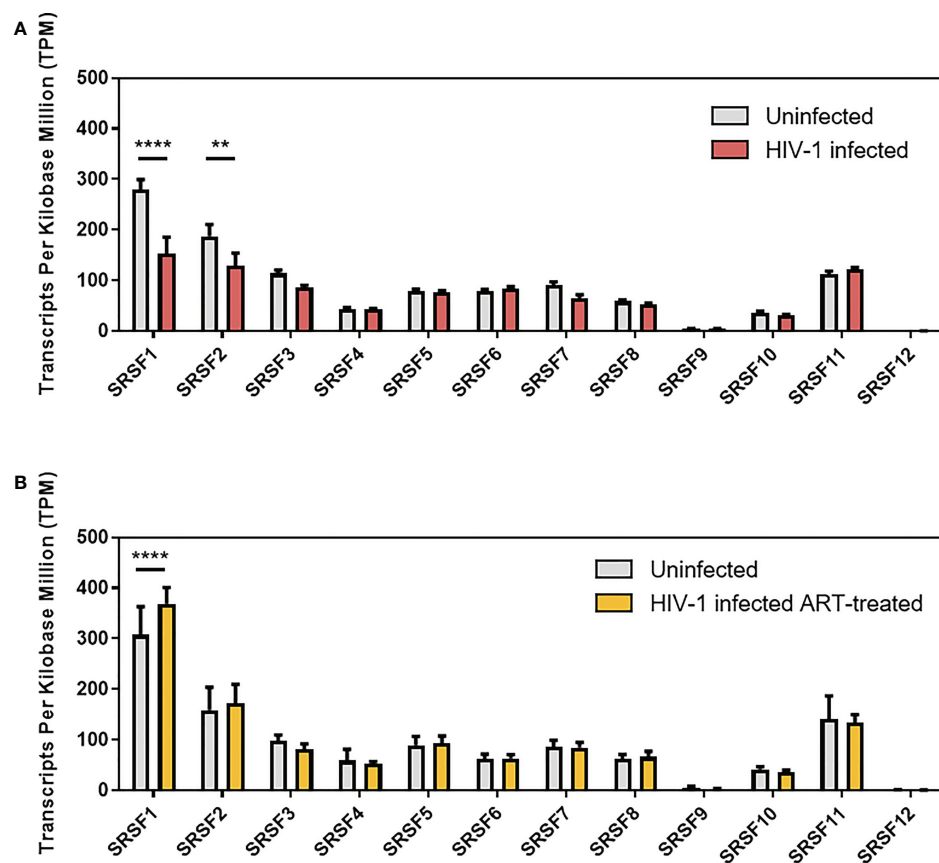 A
Transcripts Per Kilobase Million (TPM)
500
400
300
200
100
0
**** **
Uninfected
HIV-1 infected
SRSF1 SRSF2 SRSF3 SRSF4 SRSF5 SRSF6 SRSF7 SRSF8 SRSF9 SRSF10 SRSF11 SRSF12
B
Transcripts Per Kilobase Million (TPM)
500
400
300
200
100
0
****
Uninfected
HIV-1 infected ART-treated
SRSF1 SRSF2 SRSF3 SRSF4 SRSF5 SRSF6 SRSF7 SRSF8 SRSF9 SRSF10 SRSF11 SRSF12